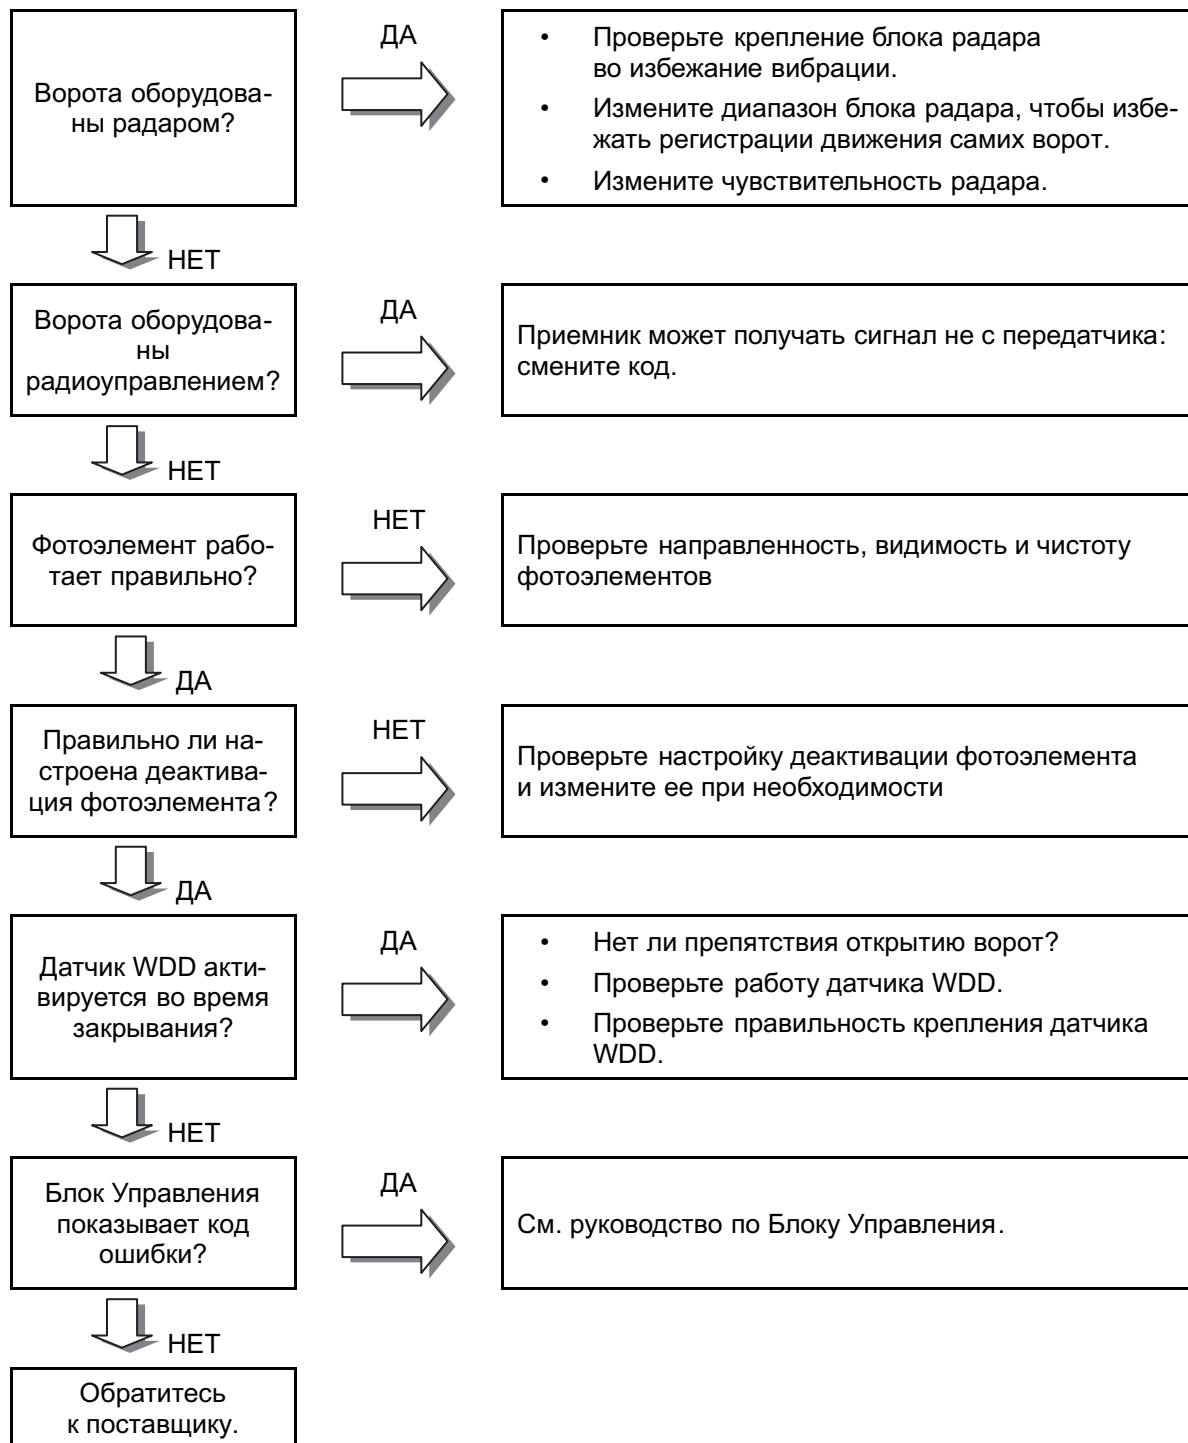 Ворота оборудова-
ны радаром?
ДА
• Проверьте крепление блока радара
во избежание вибрации.
• Измените диапазон блока радара, чтобы избе-
жать регистрации движения самих ворот.
• Измените чувствительность радара.
НЕТ
Ворота оборудова-
ны
радиоуправлением?
ДА
Приемник может получать сигнал не с передатчика:
смените код.
НЕТ
Фотоэлемент рабо-
тает правильно?
НЕТ
Проверьте направленность, видимость и чистоту
фотоэлементов
ДА
Правильно ли на-
строена деактива-
ция фотоэлемента?
НЕТ
Проверьте настройку деактивации фотоэлемента
и измените ее при необходимости
ДА
Датчик WDD акти-
вируется во время
закрывания?
ДА
• Нет ли препятствия открытию ворот?
• Проверьте работу датчика WDD.
• Проверьте правильность крепления датчика
WDD.
НЕТ
Блок Управления
показывает код
ошибки?
ДА
См. руководство по Блоку Управления.
НЕТ
Обратитесь
к поставщику.